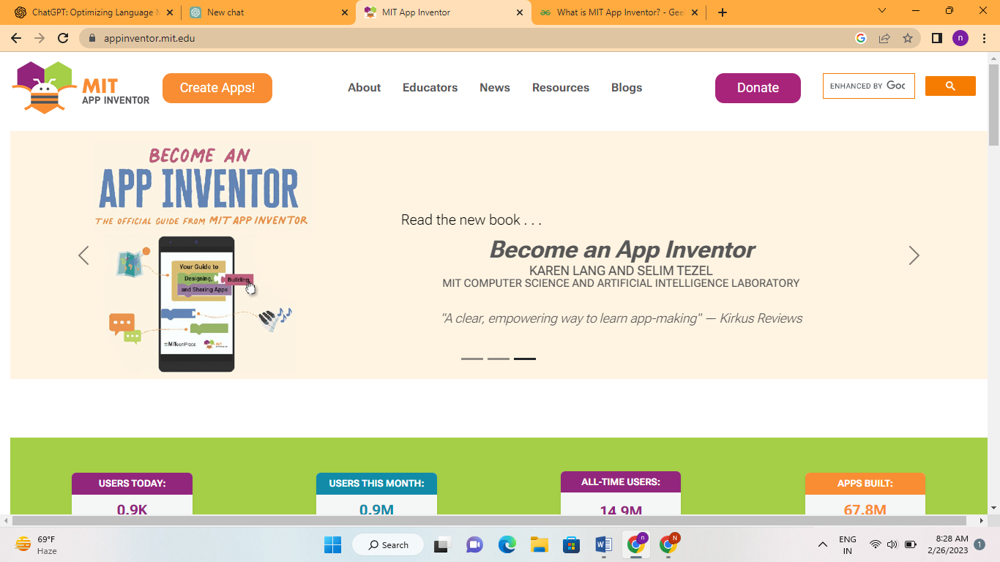 ChatGPT: Optimizing Language M
New chat
MIT App Inventor
What is MIT App Inventor? - Gee
appinventor.mit.edu
n
MIT
APP INVENTOR
Create Apps!
About
Educators
News
Resources
Blogs
Donate
ENHANCED BY Goo
BECOME AN
APP INVENTOR
THE OFFICIAL GUIDE FROM MIT APP INVENTOR
Your Guide to
Designing, Building,
and Sharing Apps
#MITeenPress
MIT
Read the new book . . .
Become an App Inventor
KAREN LANG AND SELIM TEZEL
MIT COMPUTER SCIENCE AND ARTIFICIAL INTELLIGENCE LABORATORY
"A clear, empowering way to learn app-making" — Kirkus Reviews
USERS TODAY:
0.9K
USERS THIS MONTH:
0.9M
ALL-TIME USERS:
14.9M
APPS BUILT:
67.8M
69°F
Haze
Search
n
N
ENG
IN
8:28 AM
2/26/2023
1